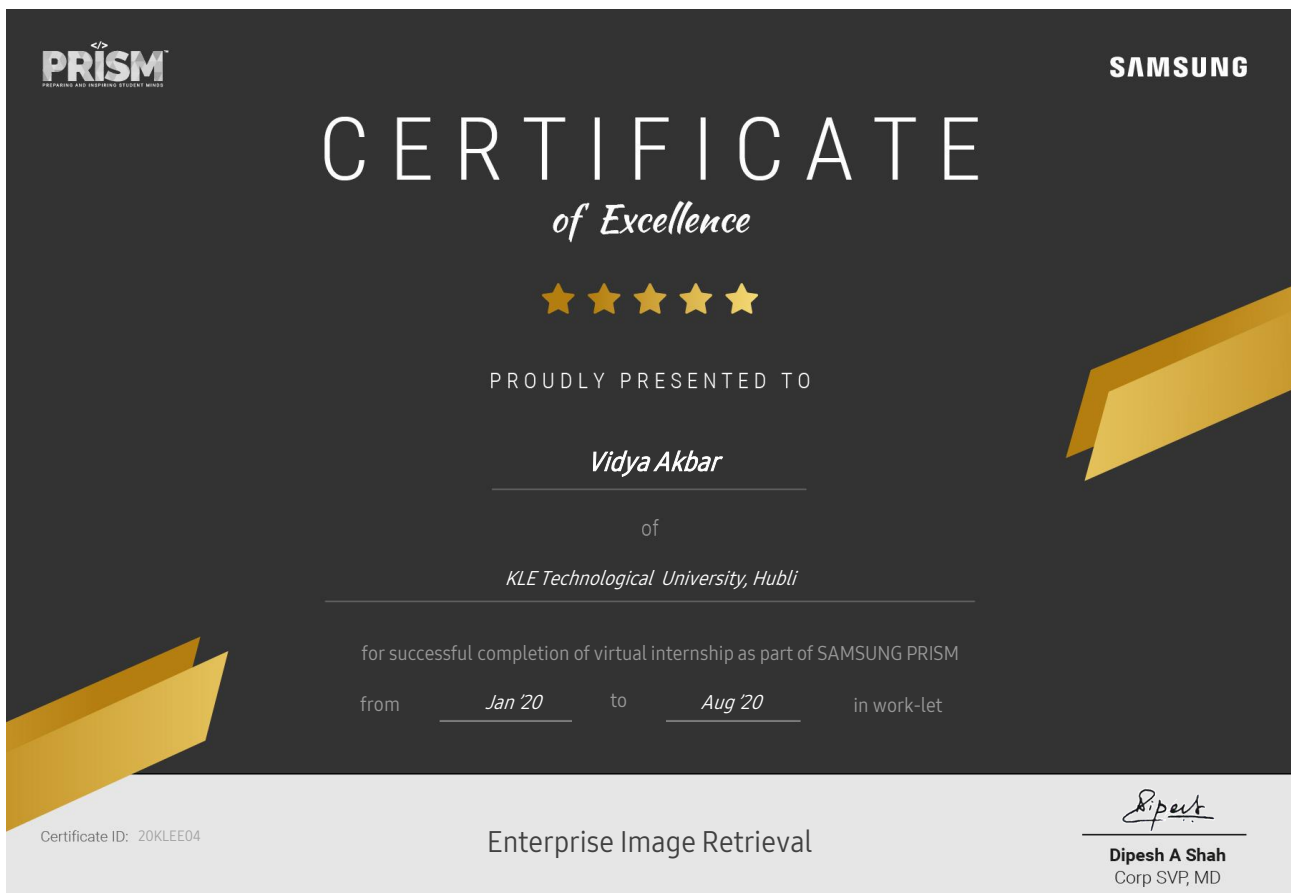 </>
PRISM™
PREPARING AND INSPIRING STUDENT MINDS
SAMSUNG
CERTIFICATE
of Excellence
PROUDLY PRESENTED TO
Vidya Akbar
of
KLE Technological University, Hubli
for successful completion of virtual internship as part of SAMSUNG PRISM
from Jan '20 to Aug '20 in work-let
Certificate ID: 20KLEE04
Enterprise Image Retrieval
Dipesh
Dipesh A Shah
Corp SVP, MD